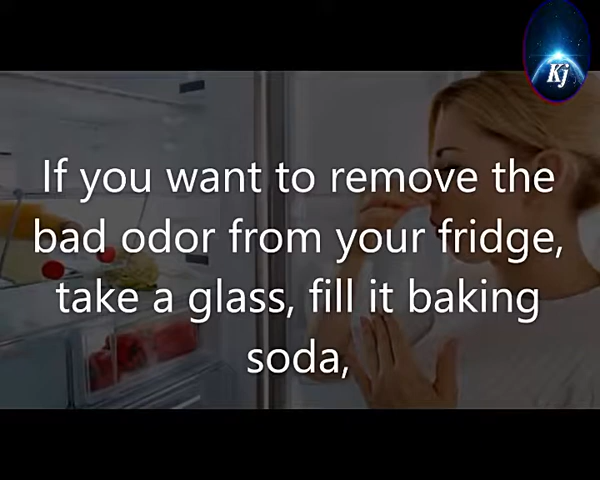 Kj
If you want to remove the
bad odor from your fridge,
take a glass, fill it baking
soda,